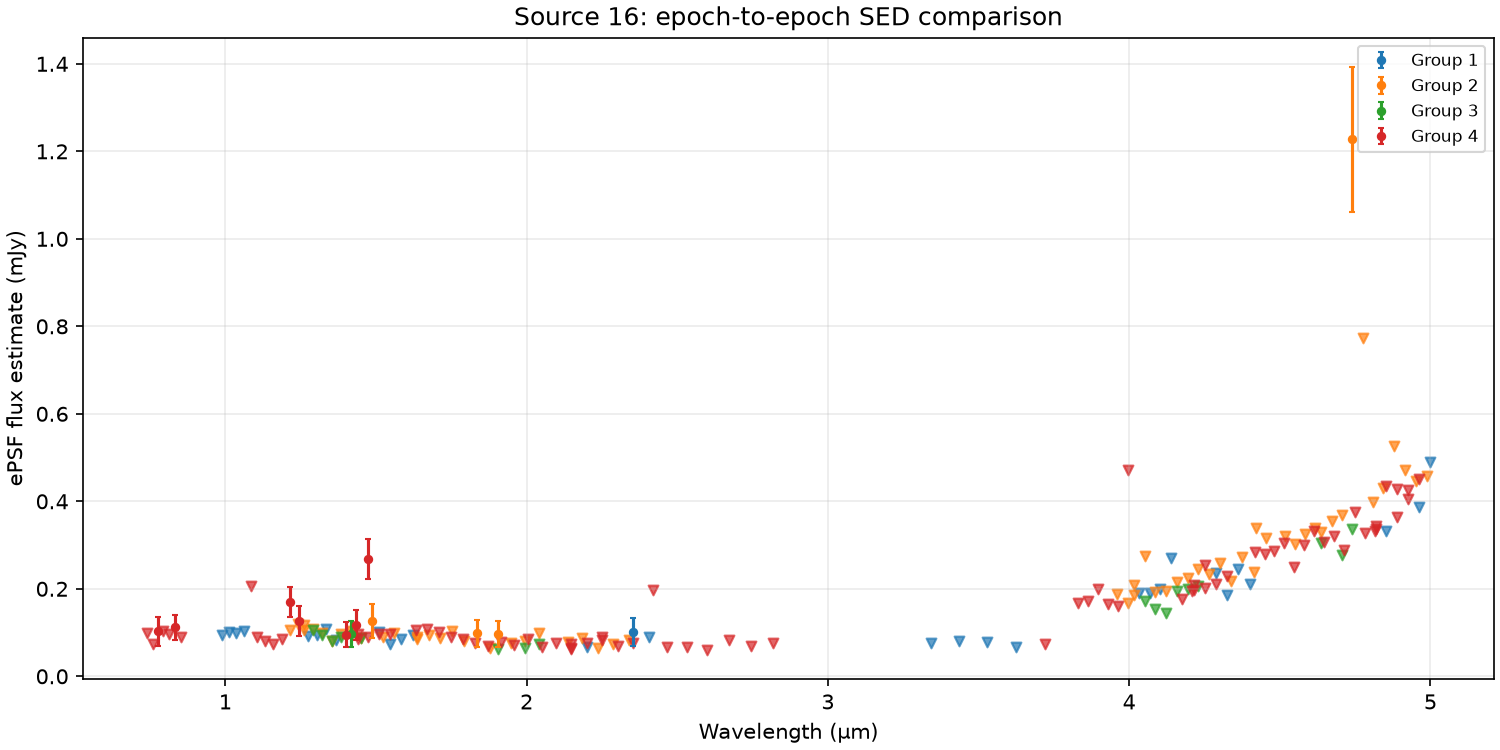 Source 16: epoch-to-epoch SED comparison
ePSF flux estimate (mJy)
1.4
1.2
1.0
0.8
0.6
0.4
0.2
0.0
Group 1
Group 2
Group 3
Group 4
1 2 3 4 5
Wavelength (μm)